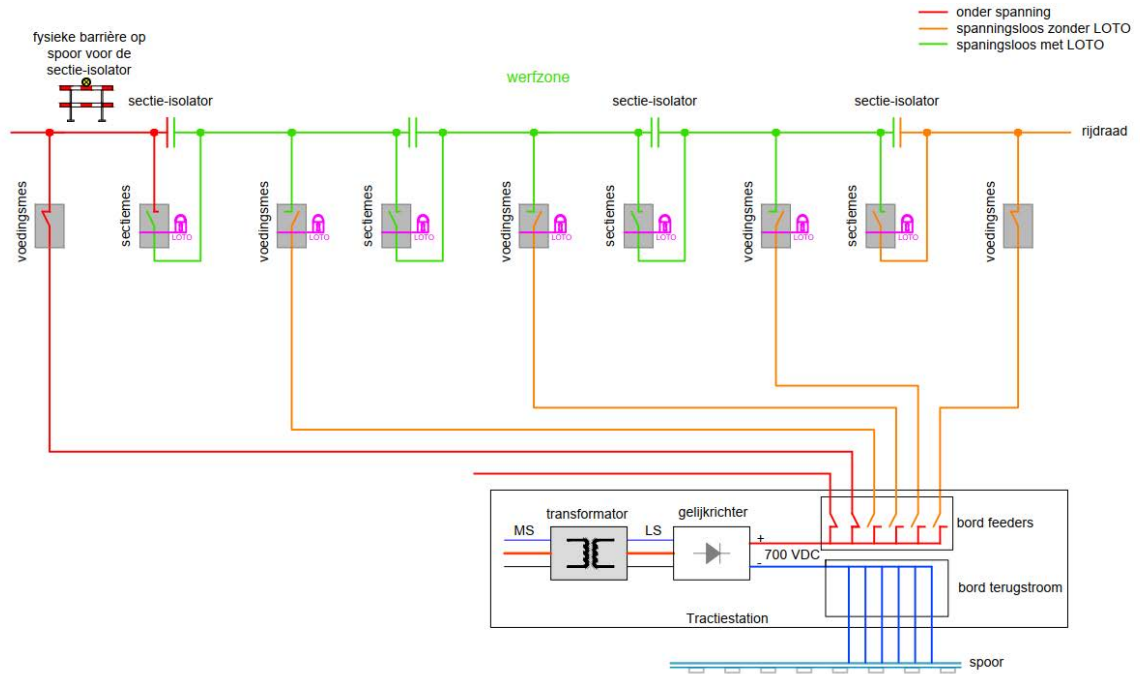 onder spanning
spanningsloos zonder LOTO
spaningsloos met LOTO
fysieke barrière op
spoor voor de
sectie-isolator
werfzone
sectie-isolator
sectie-isolator
sectie-isolator
rijdraad
voedingsmes
sectiemes
LOTO
voedingsmes
LOTO
sectiemes
LOTO
voedingsmes
LOTO
sectiemes
LOTO
voedingsmes
LOTO
sectiemes
LOTO
voedingsmes
transformator
gelijkrichter
bord feeders
MS
LS
+
700 VDC
-
bord terugstroom
Tractiestation
spoor